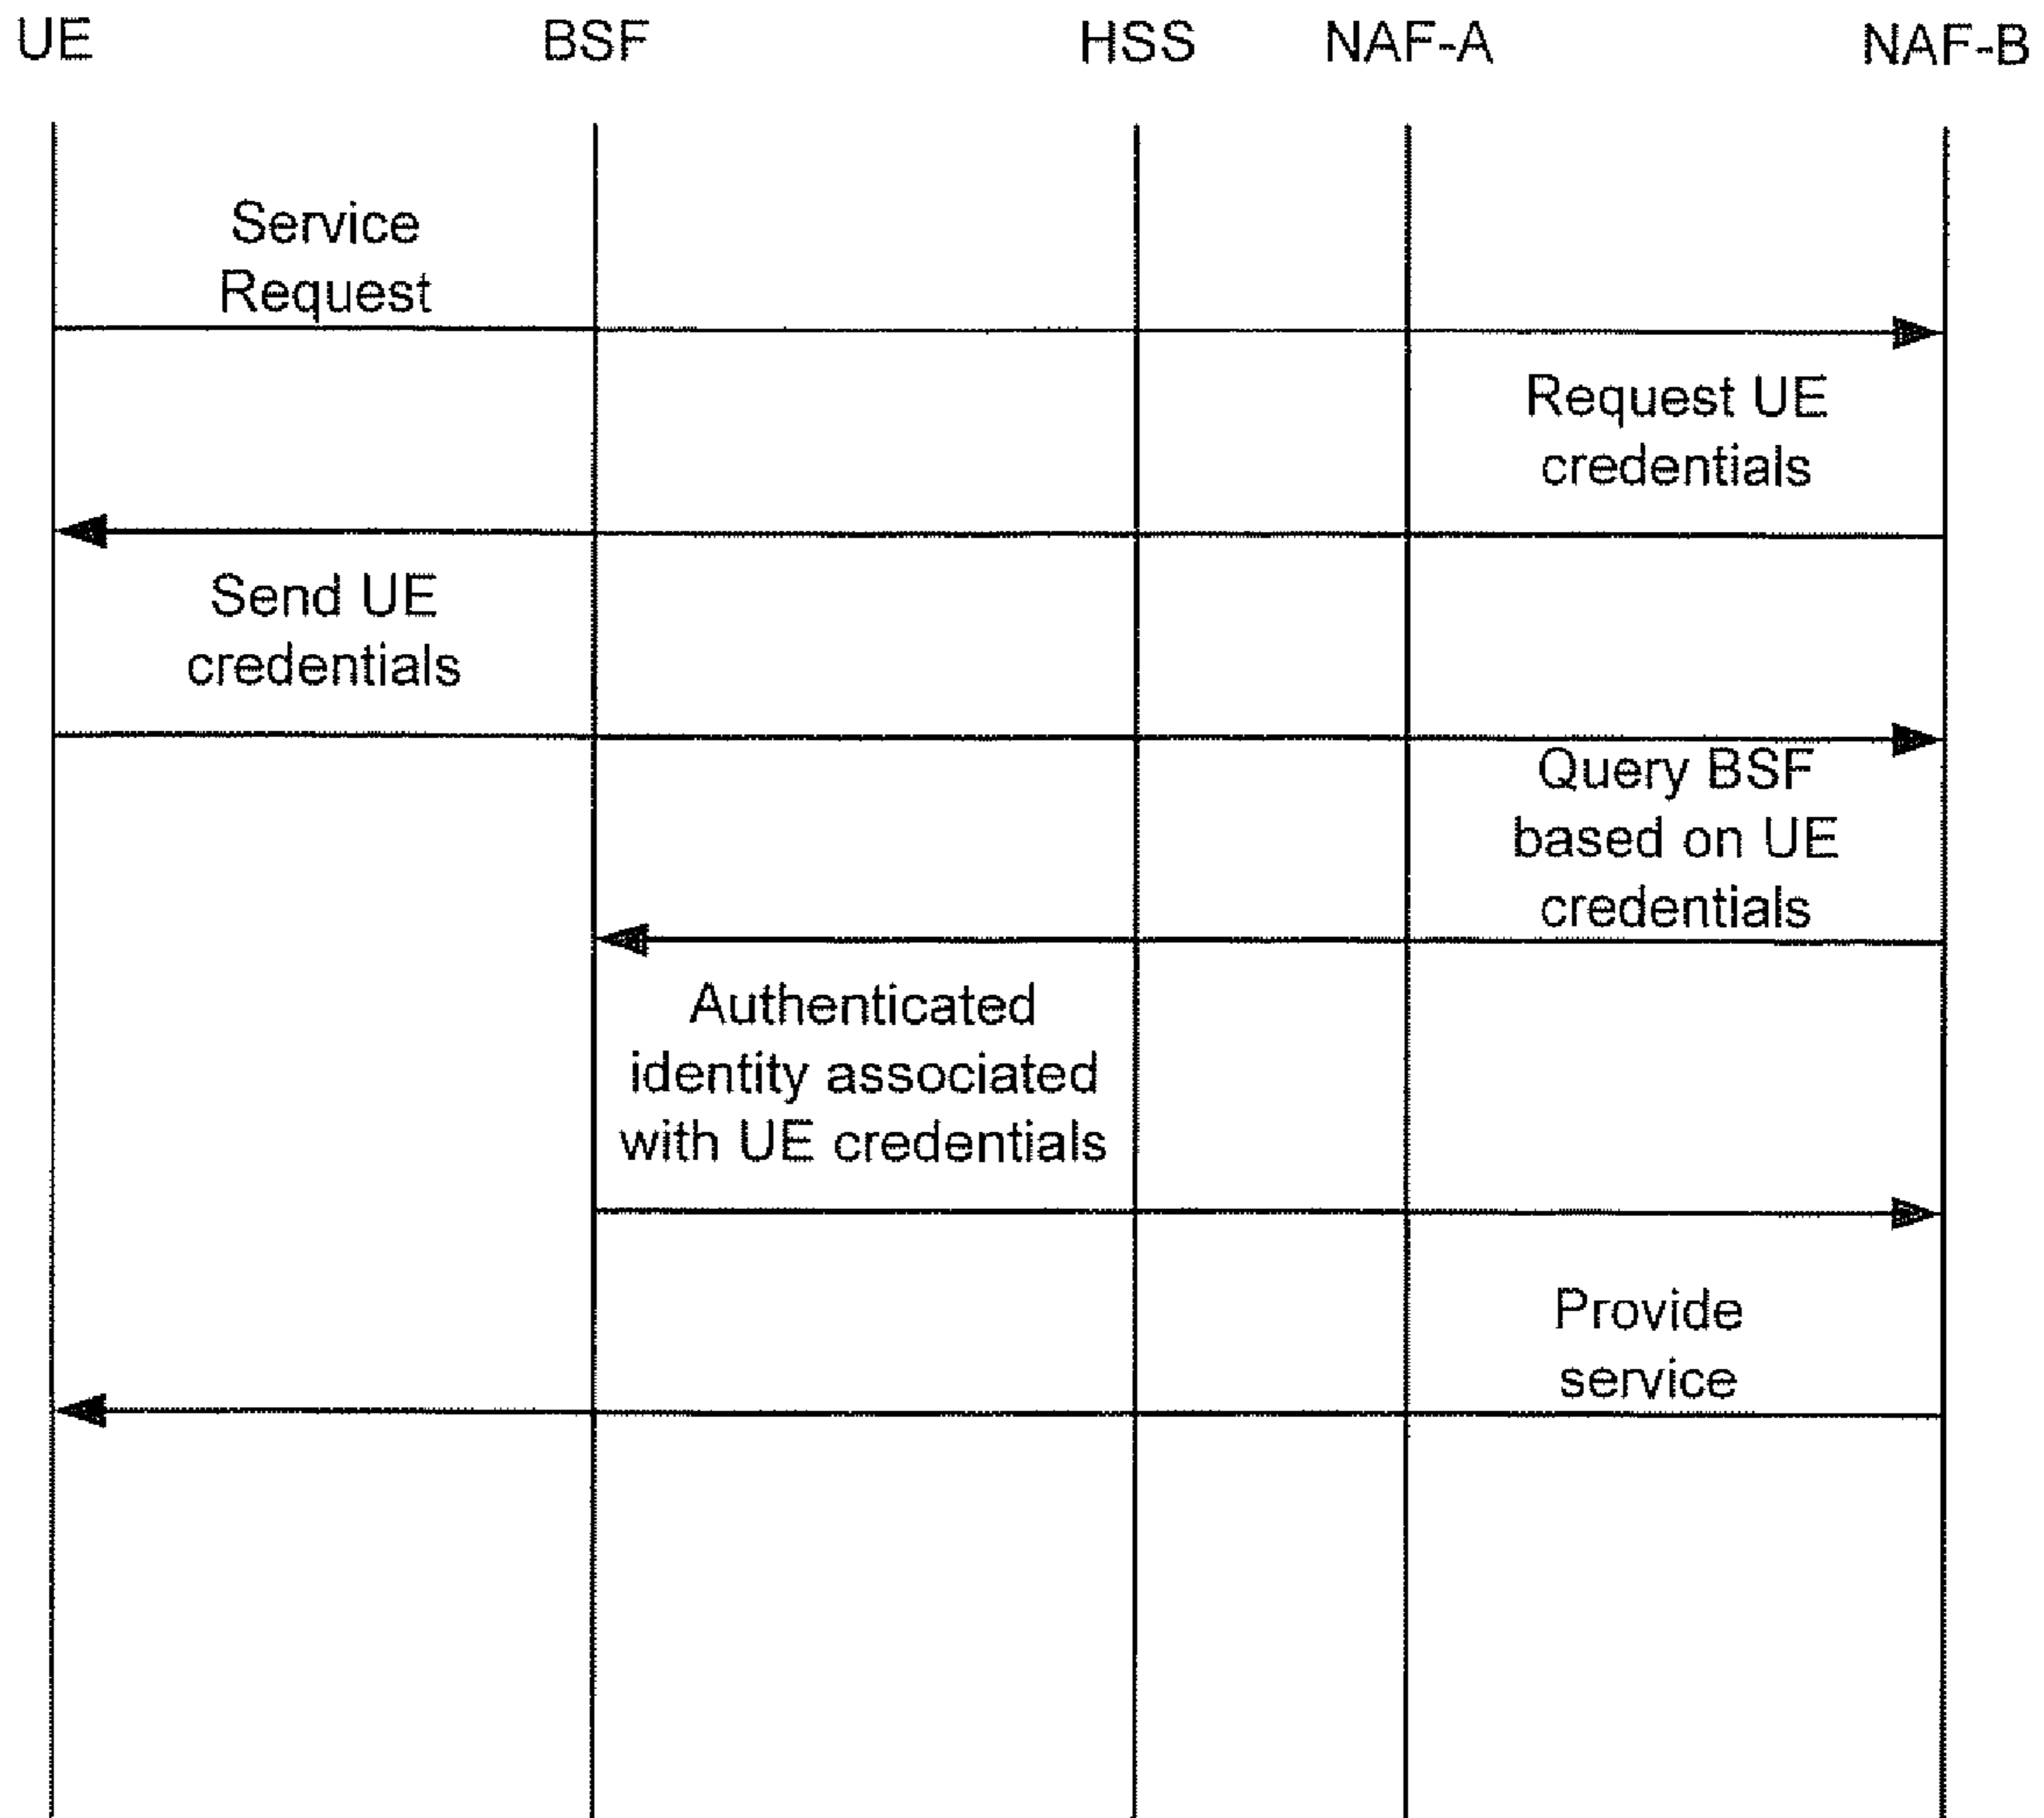 UE BSF HSS NAF-A NAF-B
Service
Request
Request UE
credentials
Send UE
credentials
Query BSF
based on UE
credentials
Authenticated
identity associated
with UE credentials
Provide
service